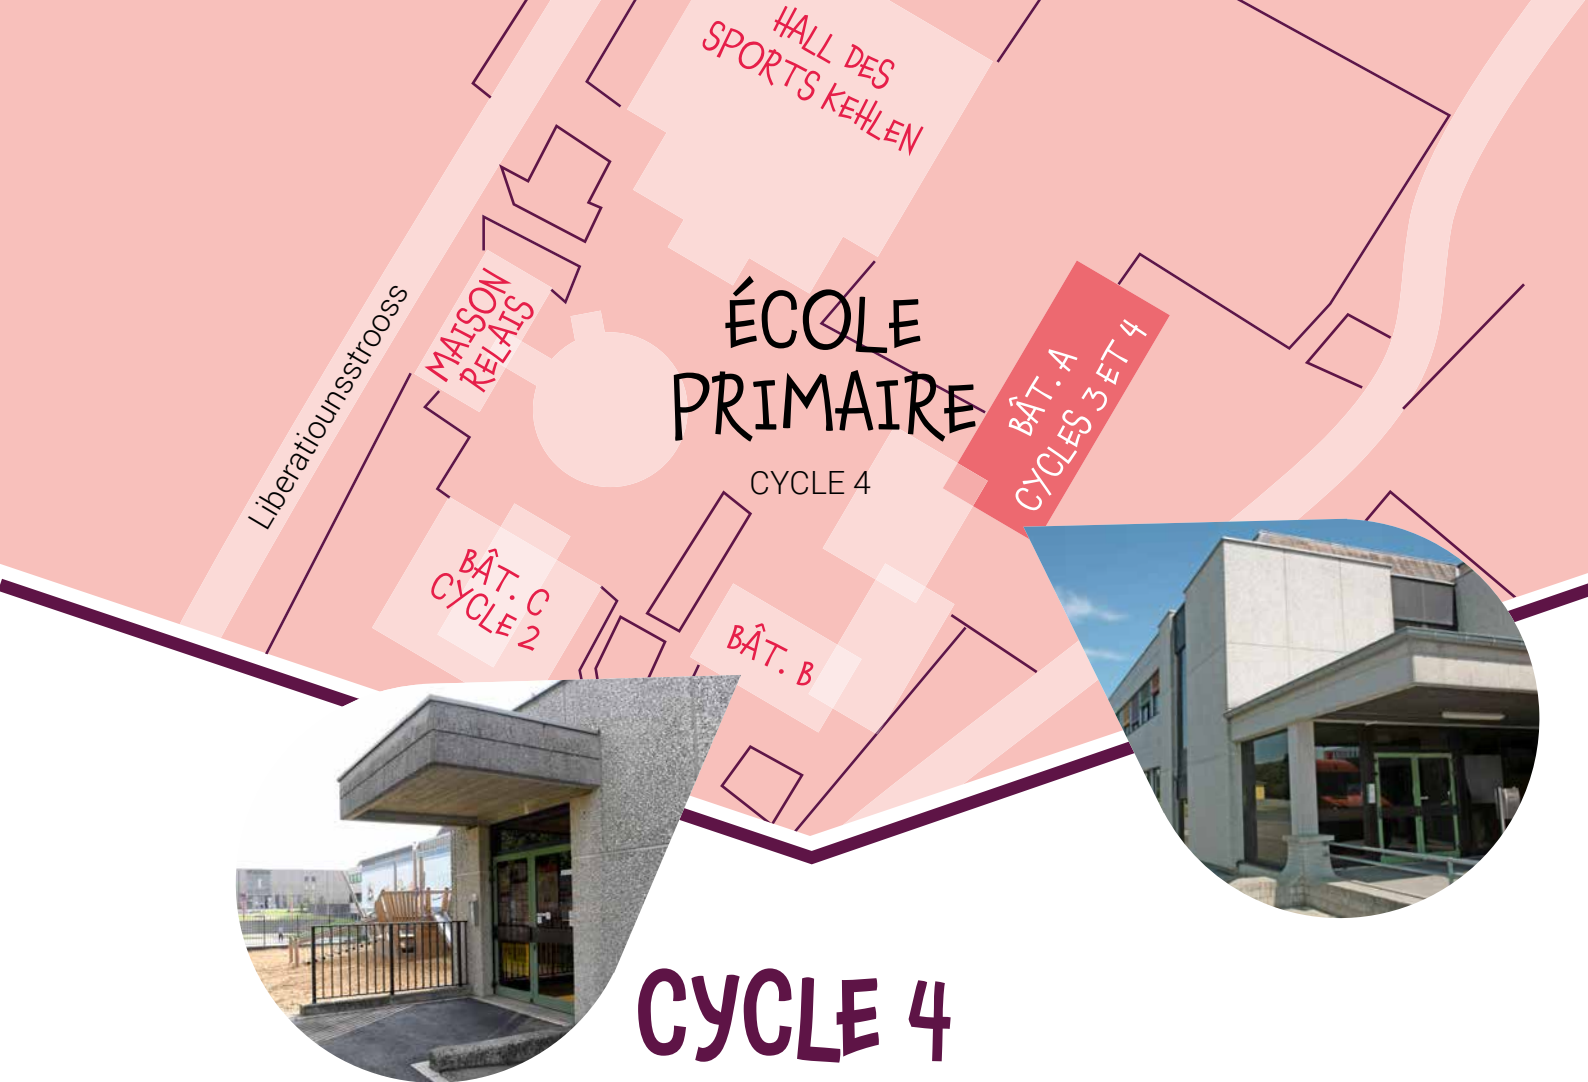 HALL DES
SPORTS KEHLEN
MAISON
RELAIS
Liberatiounsstrooss
ÉCOLE
PRIMAIRE
CYCLE 4
BÂT. A
CYCLES 3 ET 4
BÂT. C
CYCLE 2
BÂT. B
CYCLE 4